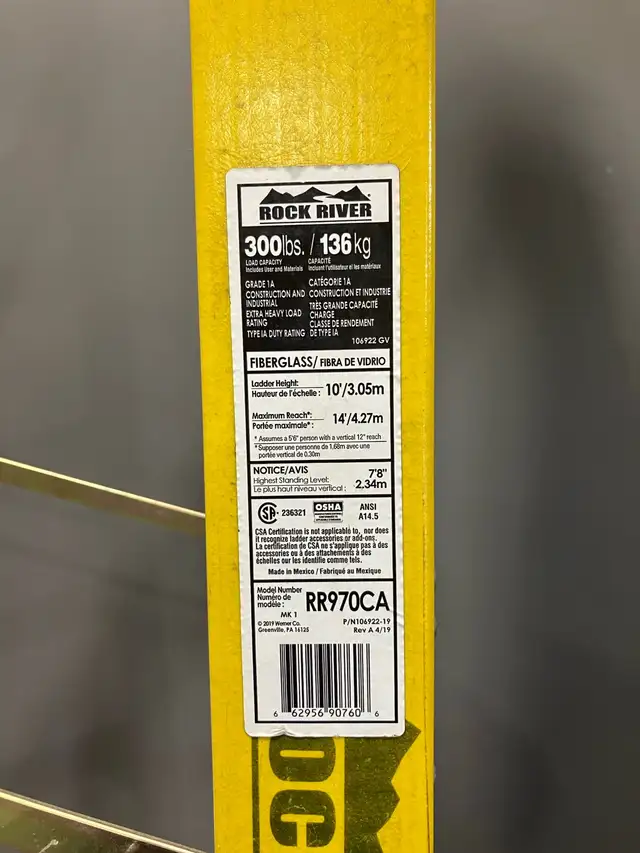 ROCK RIVER
300lbs. / 136kg
LOAD CAPACITY CAPACITÉ
Includes User and Materials Incluant l'utilisateur et les matériaux
GRADE 1A CATÉGORIE 1A
CONSTRUCTION AND CONSTRUCTION ET INDUSTRIE
INDUSTRIAL TRÈS GRANDE CAPACITÉ
EXTRA HEAVY LOAD CHARGE
RATING CLASSE DE RENDEMENT
TYPE IA DUTY RATING DE TYPE IA
106922 GV
FIBERGLASS/ FIBRA DE VIDRIO
Ladder Height:
Hauteur de l'échelle : 10'/3.05m
Maximum Reach*: 14'/4.27m
Portée maximale* :
* Assumes a 5'6" person with a vertical 12" reach
* Supposer une personne de 1.68m avec une
portée vertical de 0.30m
NOTICE/AVIS 7'8"
Highest Standing Level: 2.34m
Le plus haut niveau vertical :
SA 236321 OSHA ANSI
A14.5
CSA Certification is not applicable to, nor does
it recognize ladder accessories or add-ons.
La certification de CSA ne s'applique pas à des
accessories ou à des attachements à des
échelles ou les identifie comme tels.
Made in Mexico / Fabriqué au Mexique
Model Number
Numéro de
modèle : RR970CA
MK 1
© 2019 Werner Co. P/N106922-19
Greenville, PA 16125 Rev A 4/19
6 62956 90760 6
OC